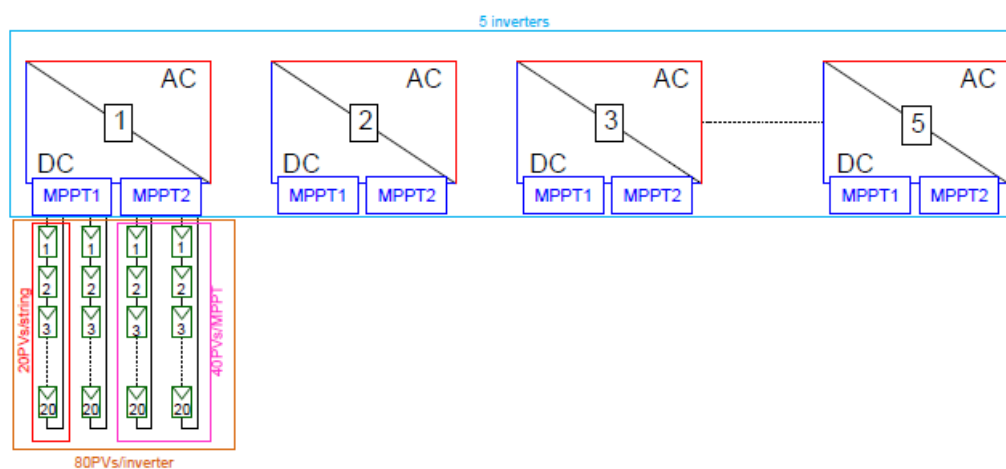 5 inverters
AC
1
DC
MPPT1 MPPT2
AC
2
DC
MPPT1 MPPT2
AC
3
DC
MPPT1 MPPT2
AC
5
DC
MPPT1 MPPT2
20PVs/string
1 1 1 1
2 2 2 2
3 3 3 3
20 20 20 20
40PVs/MPPT
80PVs/inverter